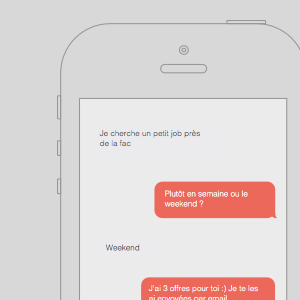 Je cherche un petit job près
de la fac
Plutôt en semaine ou le
weekend ?
Weekend
J'ai 3 offres pour toi :) Je te les
ai envoyées par email